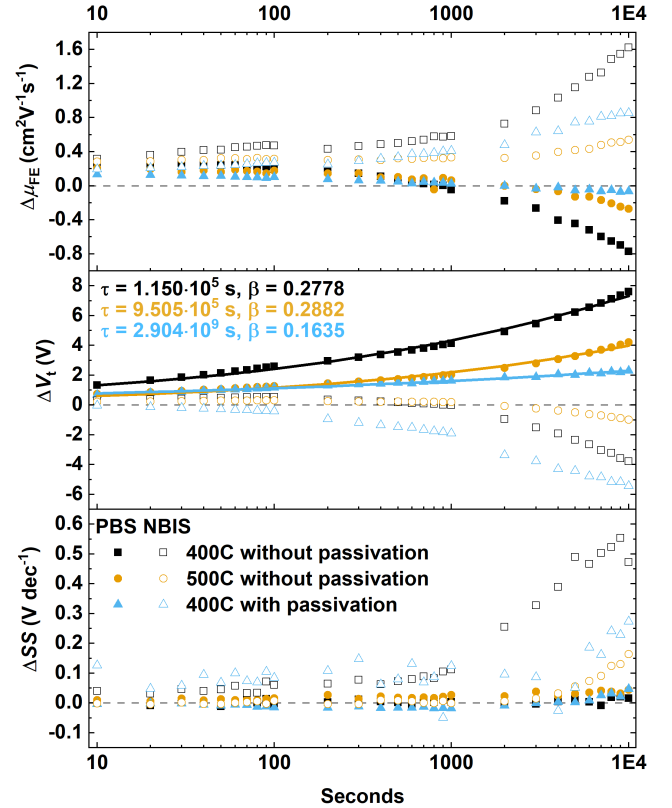 10 100 1000 1E4
1.6
1.2
0.8
0.4
0.0
-0.4
-0.8
ΔμFE (cm²V⁻¹s⁻¹)
8
6
4
2
0
-2
-4
-6
ΔVt (V)
τ = 1.150·10⁵ s, β = 0.2778
τ = 9.505·10⁵ s, β = 0.2882
τ = 2.904·10⁹ s, β = 0.1635
0.6
0.5
0.4
0.3
0.2
0.1
0.0
-0.1
ΔSS (V dec⁻¹)
PBS NBIS
400C without passivation
500C without passivation
400C with passivation
10 100 1000 1E4
Seconds